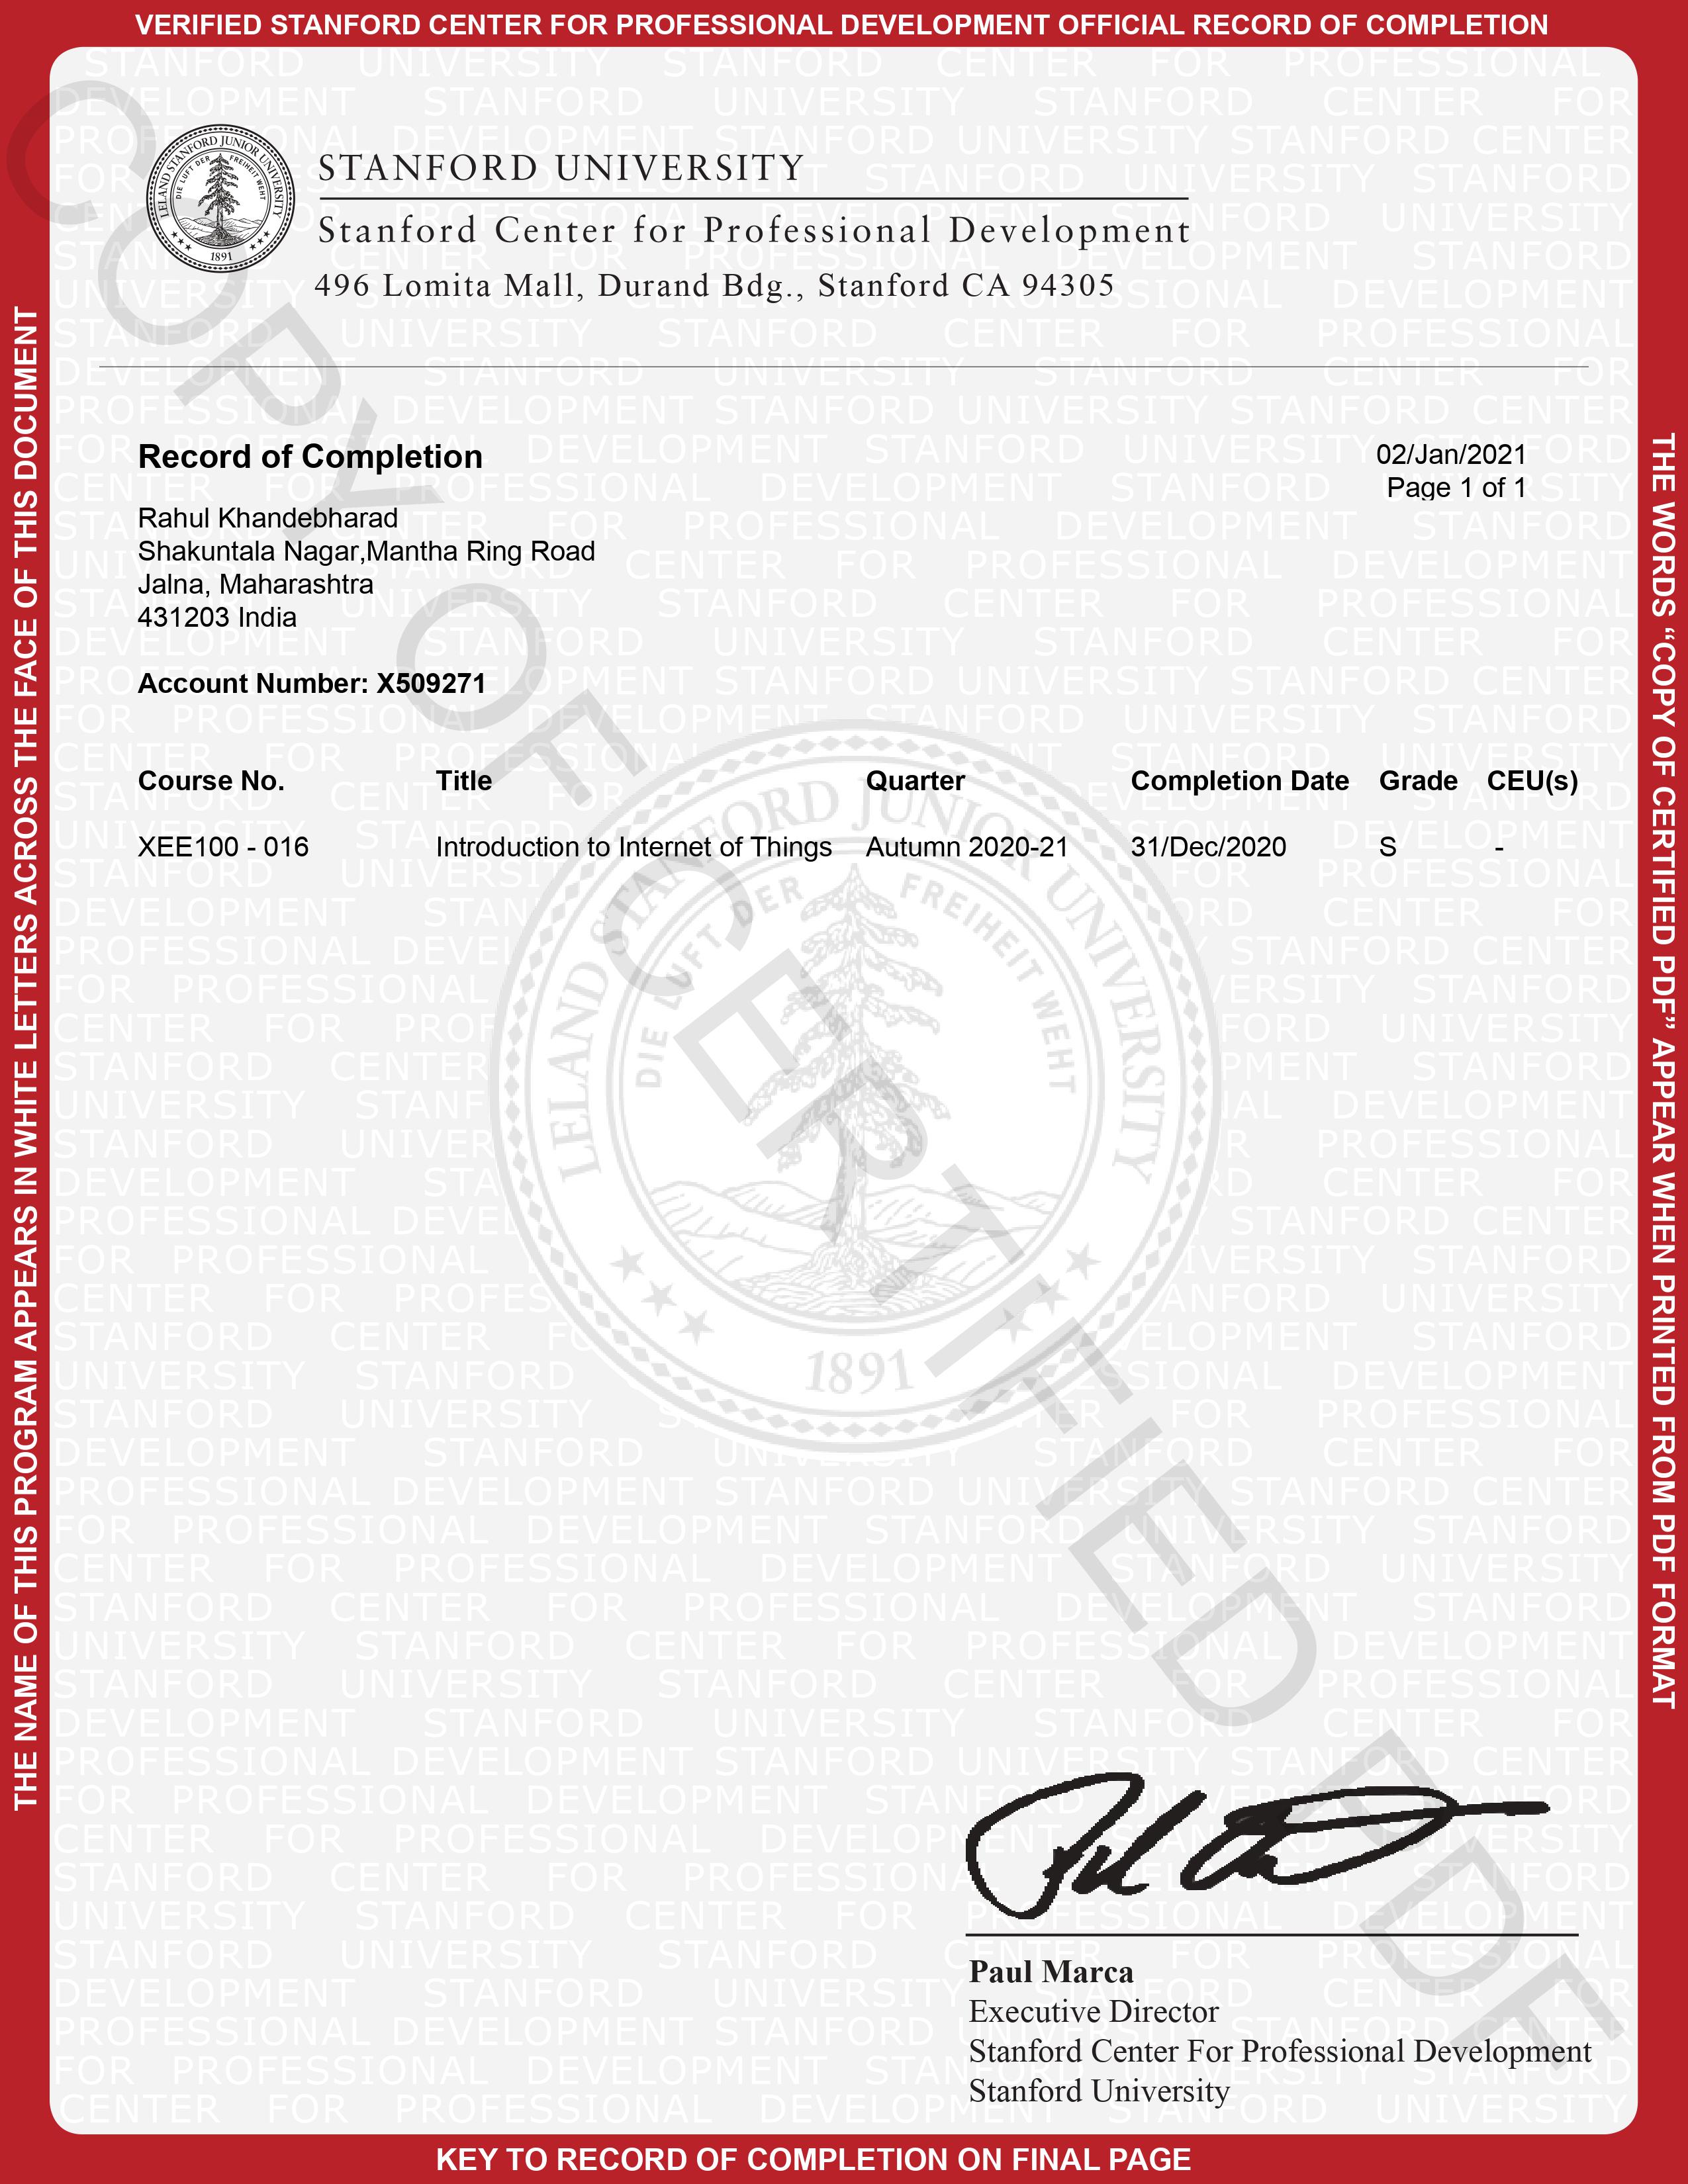 VERIFIED STANFORD CENTER FOR PROFESSIONAL DEVELOPMENT OFFICIAL RECORD OF COMPLETION
LELAND STANFORD JUNIOR UNIVERSITY
DIE LUFT DER FREIHEIT WEHT
1891
STANFORD UNIVERSITY
Stanford Center for Professional Development
496 Lomita Mall, Durand Bdg., Stanford CA 94305
Record of Completion
02/Jan/2021
Page 1 of 1
Rahul Khandebharad
Shakuntala Nagar,Mantha Ring Road
Jalna, Maharashtra
431203 India
Account Number: X509271
Course No. Title Quarter Completion Date Grade CEU(s)
XEE100 - 016 Introduction to Internet of Things Autumn 2020-21 31/Dec/2020 S -
LELAND STANFORD JUNIOR UNIVERSITY
DIE LUFT DER FREIHEIT WEHT
1891
COPY OF CERTIFIED PDF
Paul Marca
Executive Director
Stanford Center For Professional Development
Stanford University
THE NAME OF THIS PROGRAM APPEARS IN WHITE LETTERS ACROSS THE FACE OF THIS DOCUMENT
THE WORDS “COPY OF CERTIFIED PDF” APPEAR WHEN PRINTED FROM PDF FORMAT
KEY TO RECORD OF COMPLETION ON FINAL PAGE